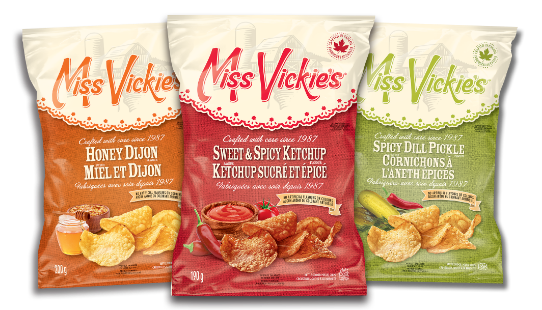 Miss Vickie's
Crafted with care since 1987
HONEY DIJON
MIEL ET DIJON
Fabriquées avec soin depuis 1987
Miss Vickie's
Crafted with care since 1987
SWEET & SPICY KETCHUP
KETCHUP SUCRÉ ET ÉPICÉ
Fabriquées avec soin depuis 1987
190 g
Miss Vickie's
Crafted with care since 1987
SPICY DILL PICKLE
CORNICHONS À
L'ANETH ÉPICÉS
Fabriquées avec soin depuis 1987